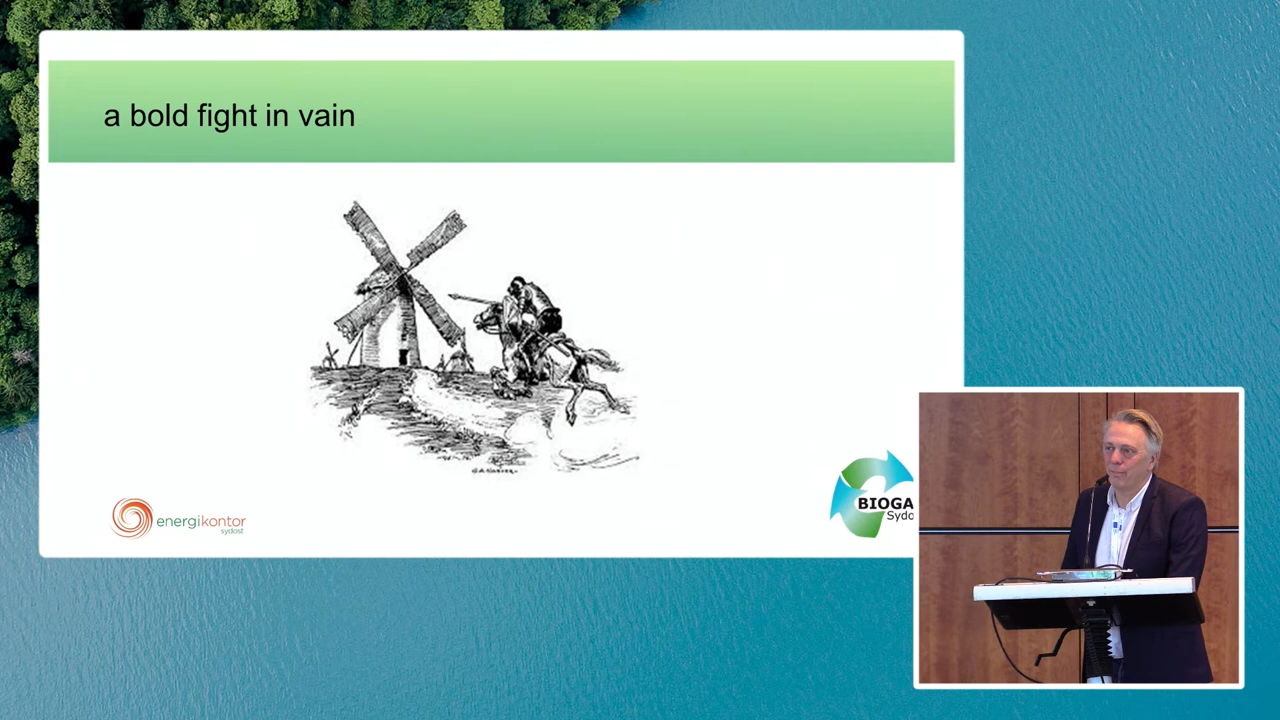 a bold fight in vain
energikontor
sydost
BIOGA
Sydo